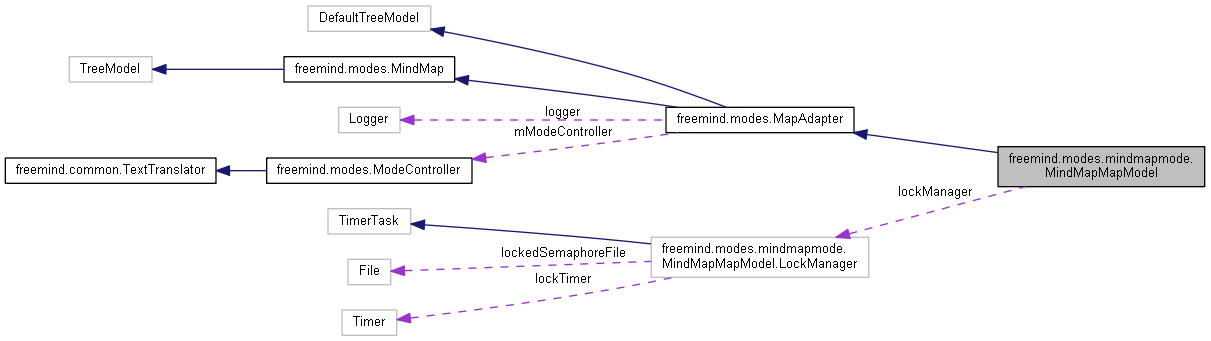 DefaultTreeModel
TreeModel
freemind.modes.MindMap
Logger
logger
freemind.modes.MapAdapter
mModeController
freemind.common.TextTranslator
freemind.modes.ModeController
freemind.modes.mindmapmode.
MindMapMapModel
lockManager
TimerTask
freemind.modes.mindmapmode.
MindMapMapModel.LockManager
lockedSemaphoreFile
File
lockTimer
Timer